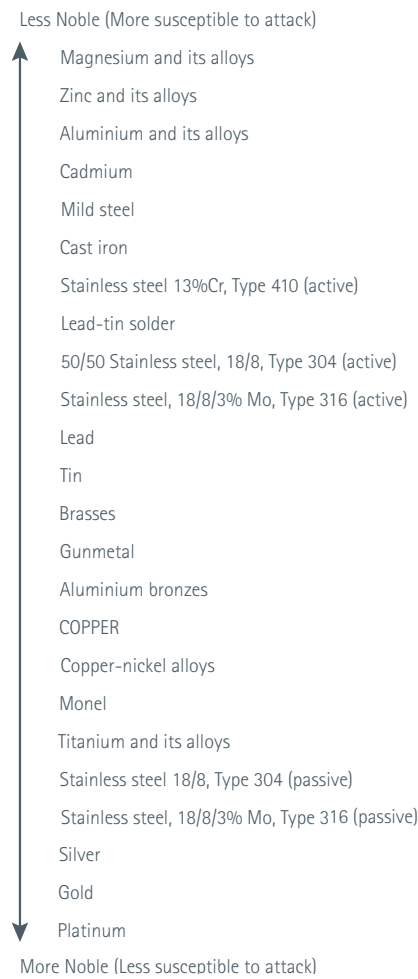 Less Noble (More susceptible to attack)
Magnesium and its alloys
Zinc and its alloys
Aluminium and its alloys
Cadmium
Mild steel
Cast iron
Stainless steel 13%Cr, Type 410 (active)
Lead-tin solder
50/50 Stainless steel, 18/8, Type 304 (active)
Stainless steel, 18/8/3% Mo, Type 316 (active)
Lead
Tin
Brasses
Gunmetal
Aluminium bronzes
COPPER
Copper-nickel alloys
Monel
Titanium and its alloys
Stainless steel 18/8, Type 304 (passive)
Stainless steel, 18/8/3% Mo, Type 316 (passive)
Silver
Gold
Platinum
More Noble (Less susceptible to attack)